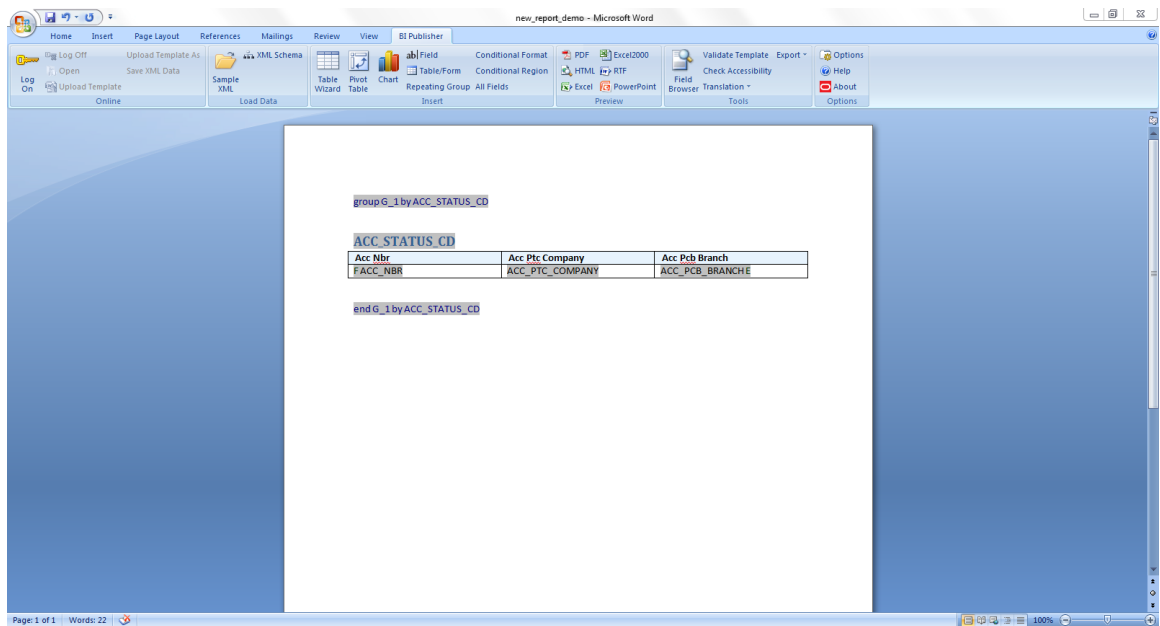 new_report_demo - Microsoft Word
Home Insert Page Layout References Mailings Review View BI Publisher
Log On
Log Off
Open
Upload Template
Upload Template As
Save XML Data
Online
Sample XML
XML Schema
Load Data
Table Wizard
Pivot Table
Chart
Field
Table/Form
Repeating Group
Conditional Format
Conditional Region
All Fields
Insert
PDF
HTML
Excel
Excel2000
RTF
PowerPoint
Preview
Field Browser
Validate Template
Export
Check Accessibility
Translation
Tools
Options
Help
About
Options
group G_1 by ACC_STATUS_CD
ACC_STATUS_CD
Acc Nbr Acc Ptc Company Acc Pcb Branch
FACC_NBR ACC_PTC_COMPANY ACC_PCB_BRANCHE
end G_1 by ACC_STATUS_CD
Page: 1 of 1 Words: 22 100%